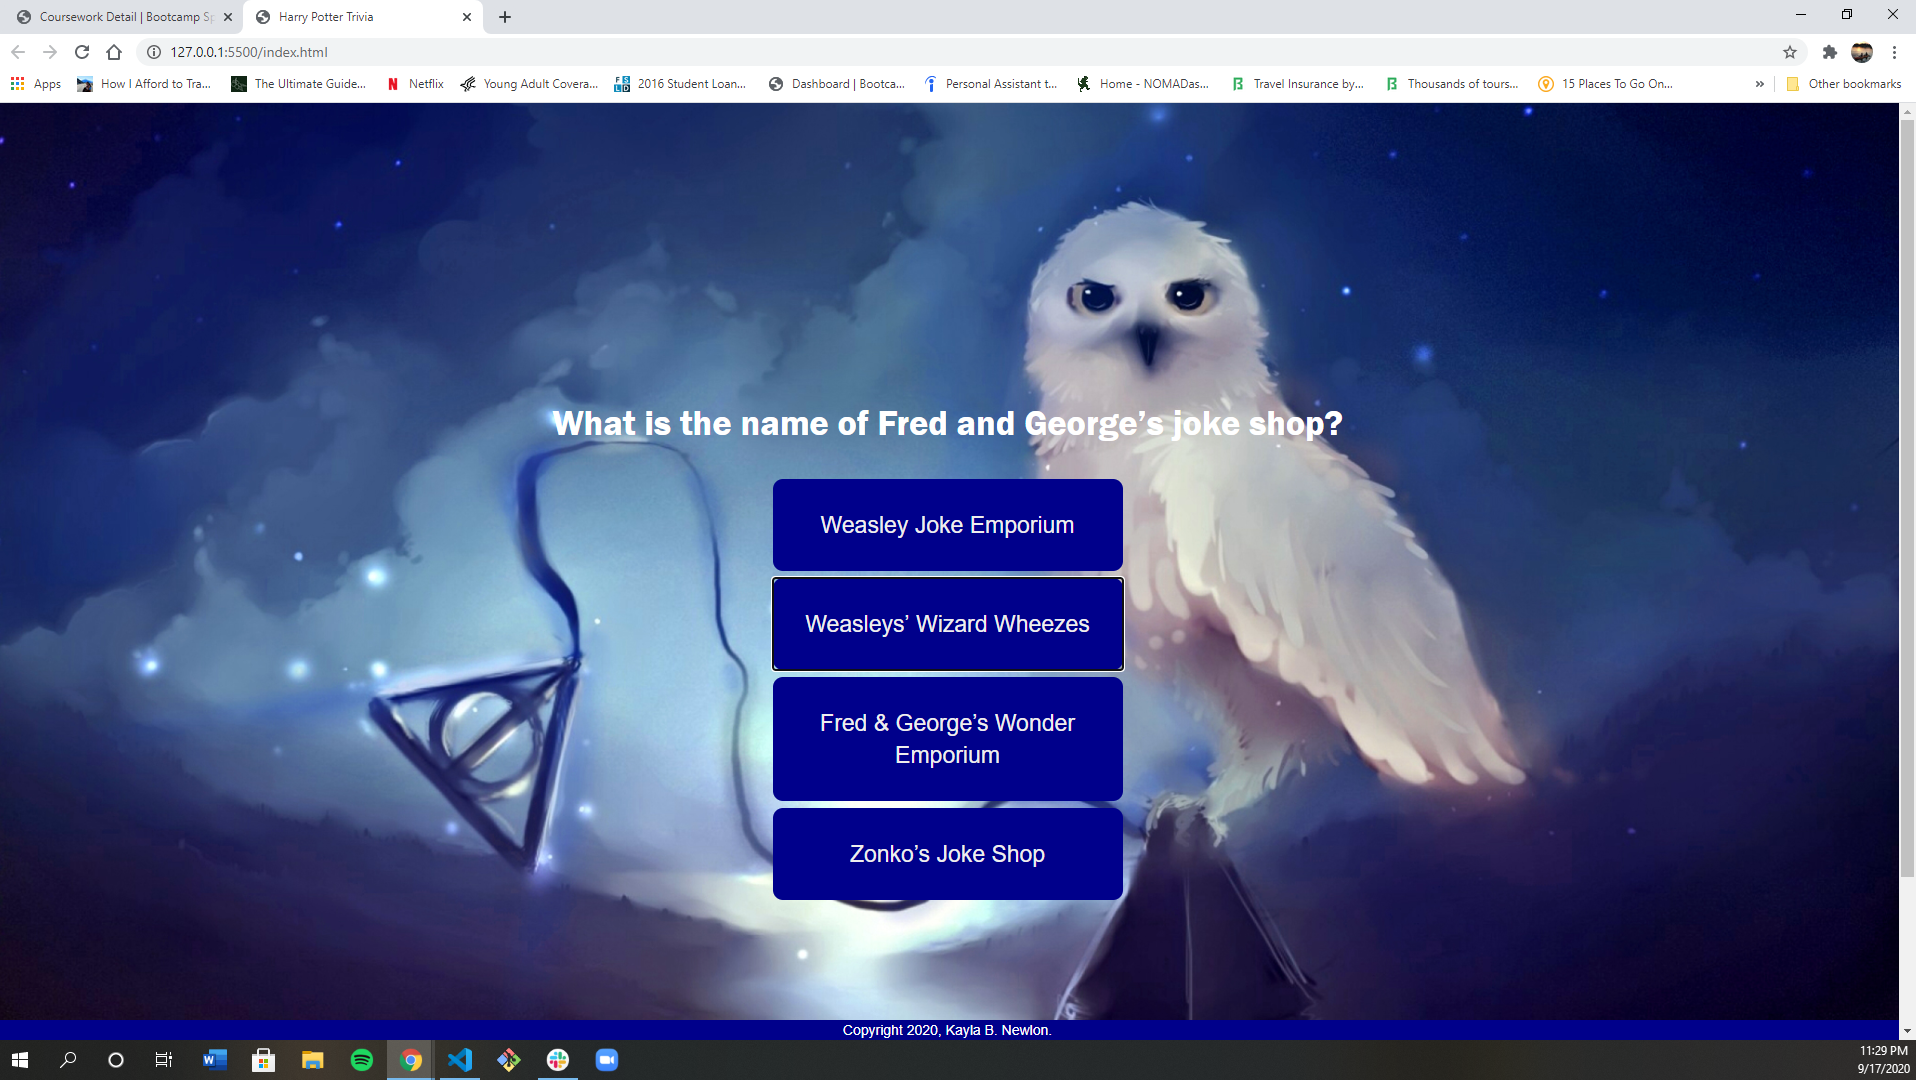 Coursework Detail | Bootcamp Sp
Harry Potter Trivia
127.0.0.1:5500/index.html
Apps
How I Afford to Tra...
The Ultimate Guide...
Netflix
Young Adult Covera...
2016 Student Loan...
Dashboard | Bootca...
Personal Assistant t...
Home - NOMADas...
Travel Insurance by...
Thousands of tours...
15 Places To Go On...
»
Other bookmarks
What is the name of Fred and George’s joke shop?
Weasley Joke Emporium
Weasleys’ Wizard Wheezes
Fred & George’s Wonder
Emporium
Zonko’s Joke Shop
Copyright 2020, Kayla B. Newlon.
11:29 PM
9/17/2020